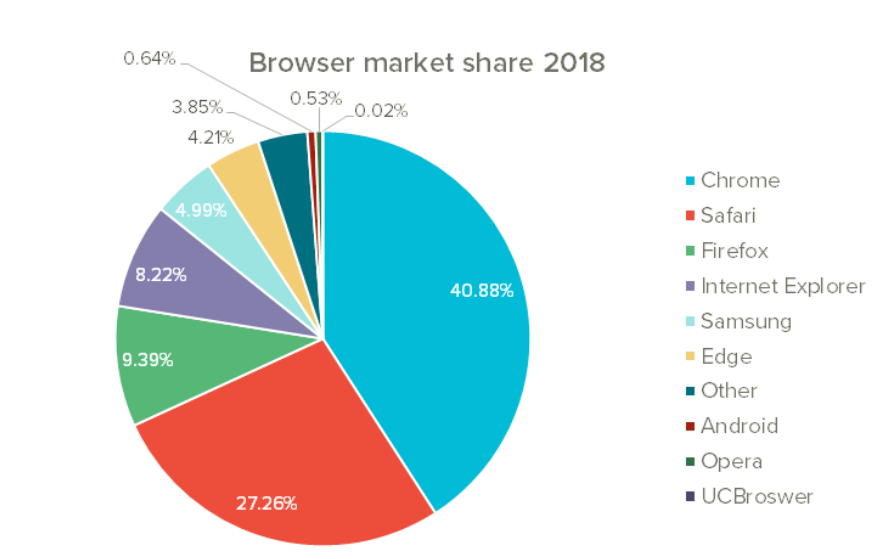 Browser market share 2018
0.64%
3.85%
0.53%
0.02%
4.21%
4.99%
8.22%
9.39%
40.88%
27.26%
Chrome
Safari
Firefox
Internet Explorer
Samsung
Edge
Other
Android
Opera
UCBroswer